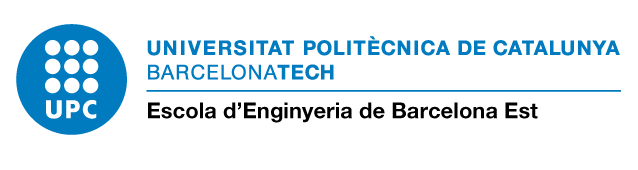 UPC
UNIVERSITAT POLITÈCNICA DE CATALUNYA
BARCELONATECH
Escola d’Enginyeria de Barcelona Est